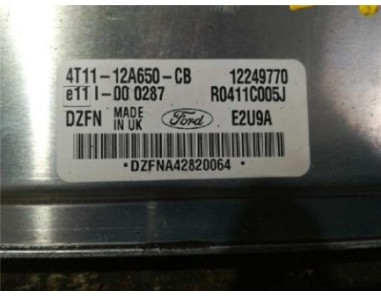 4T11-12A650-CB 12249770
e11 I-00 0287 R0411C005J
DZFN MADE IN UK Ford E2U9A
*DZFNA42820064*